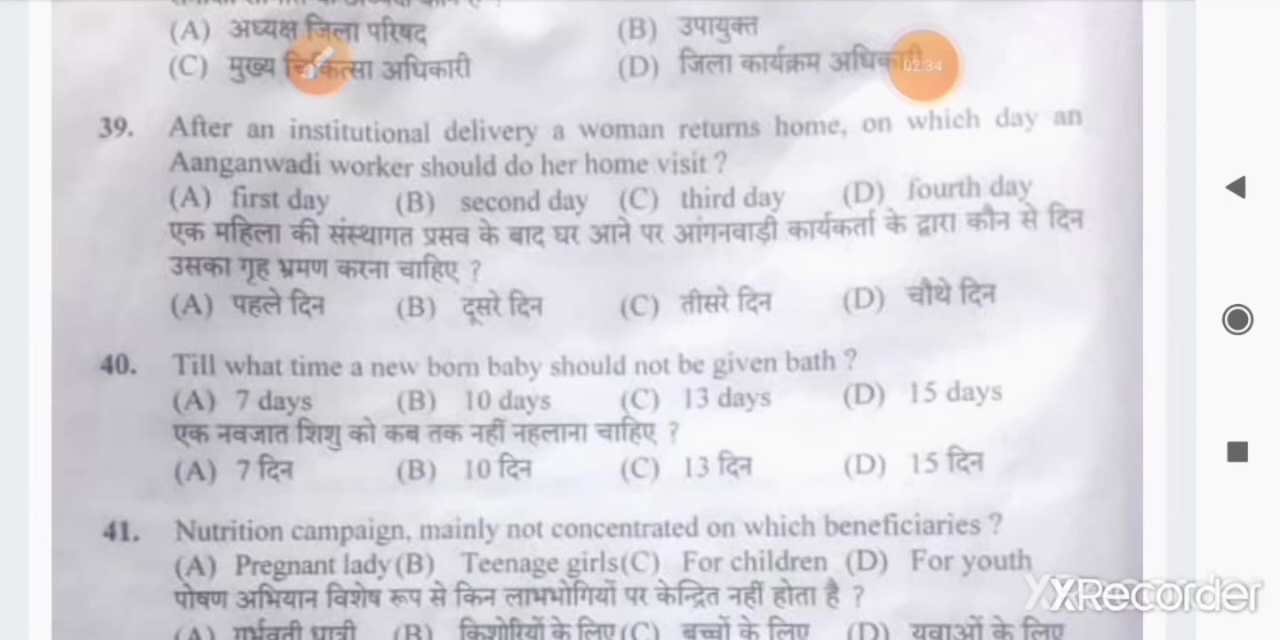 (A) अध्यक्ष जिला परिषद (B) उपायुक्त
(C) मुख्य चिकित्सा अधिकारी (D) जिला कार्यक्रम
02:34
39. After an institutional delivery a woman returns home, on which day an
Aanganwadi worker should do her home visit ?
(A) first day (B) second day (C) third day (D) fourth day
एक महिला की संस्थागत प्रसव के बाद घर आने पर आंगनवाड़ी कार्यकर्ता के द्वारा कौन से दिन
उसका गृह भ्रमण करना चाहिए ?
(A) पहले दिन (B) दूसरे दिन (C) तीसरे दिन (D) चौथे दिन
40. Till what time a new born baby should not be given bath ?
(A) 7 days (B) 10 days (C) 13 days (D) 15 days
एक नवजात शिशु को कब तक नहीं नहलाना चाहिए ?
(A) 7 दिन (B) 10 दिन (C) 13 दिन (D) 15 दिन
41. Nutrition campaign, mainly not concentrated on which beneficiaries ?
(A) Pregnant lady (B) Teenage girls (C) For children (D) For youth
पोषण अभियान विशेष रूप से किन लाभभोगियों पर केन्द्रित नहीं होता है ?
XRecorder
(A) गर्भवती धात्री (B) किशोरियों के लिए (C) बच्चों के लिए (D) युवाओं के लिए